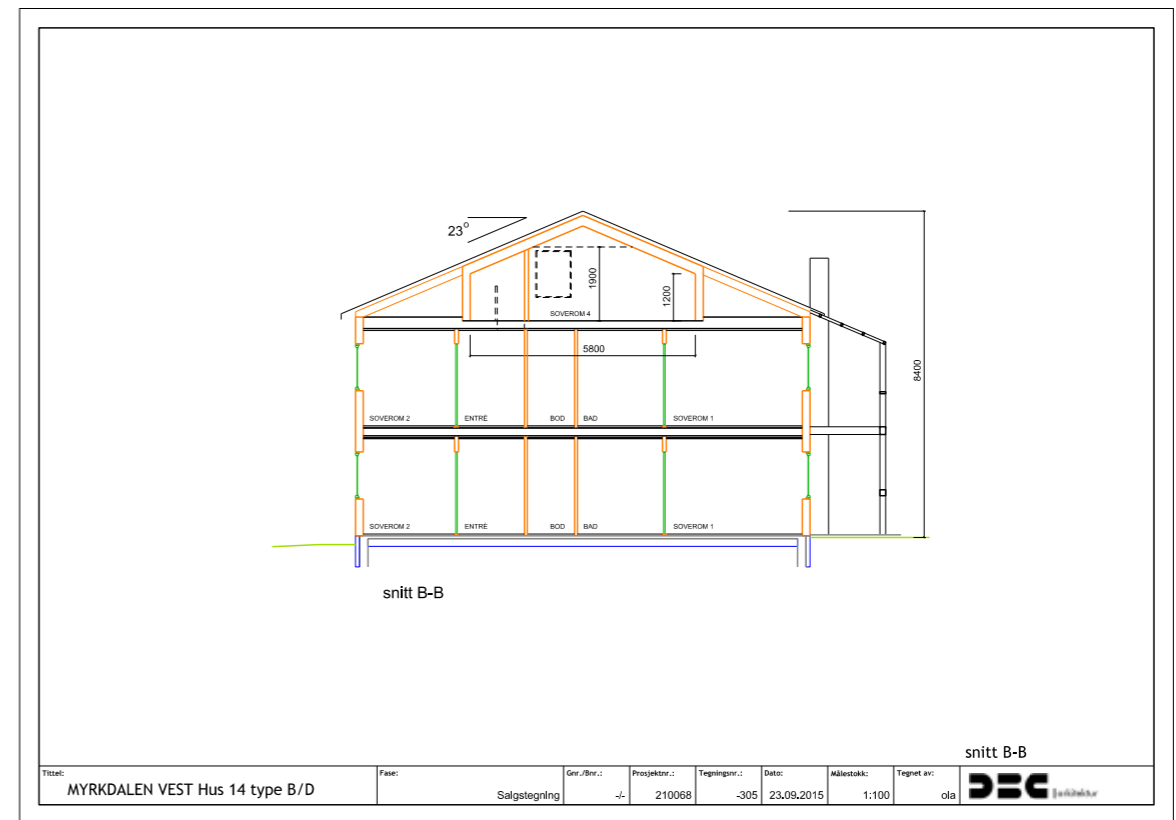 23°
1900
1200
SOVEROM 4
5800
8400
SOVEROM 2 ENTRÉ BOD BAD SOVEROM 1
SOVEROM 2 ENTRÉ BOD BAD SOVEROM 1
snitt B-B
snitt B-B
Tittel: Fase: Gnr./Bnr.: Prosjektnr.: Tegningsnr.: Dato: Målestokk: Tegnet av:
MYRKDALEN VEST Hus 14 type B/D Salgstegning -/- 210068 -305 23.09.2015 1:100 ola
arkitektur